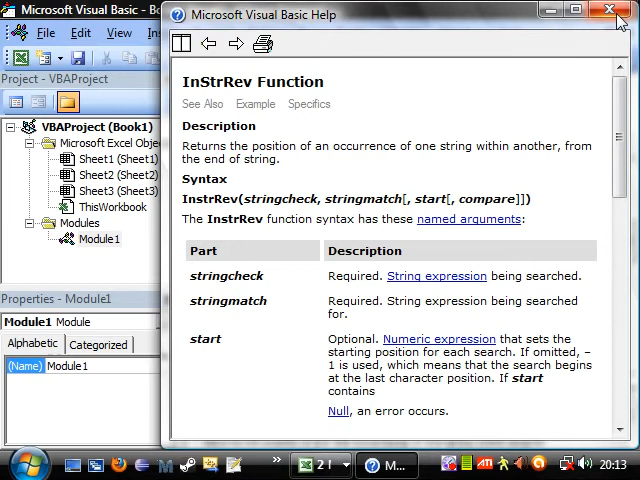 Microsoft Visual Basic - Bo
Microsoft Visual Basic Help
File Edit View
Project - VBAProject
VBAProject (Book1)
Microsoft Excel Obje
Sheet1 (Sheet1)
Sheet2 (Sheet2)
Sheet3 (Sheet3)
ThisWorkbook
Modules
Module1
Properties - Module1
Module1 Module
Alphabetic Categorized
(Name) Module1
InStrRev Function
See Also Example Specifics
Description
Returns the position of an occurrence of one string within another, from
the end of string.
Syntax
InstrRev(stringcheck, stringmatch[, start[, compare]])
The InstrRev function syntax has these named arguments:
Part Description
stringcheck Required. String expression being searched.
stringmatch Required. String expression being searched
for.
start Optional. Numeric expression that sets the
starting position for each search. If omitted, –
1 is used, which means that the search begins
at the last character position. If start
contains
Null, an error occurs.
» 2 M... ATI 20:13